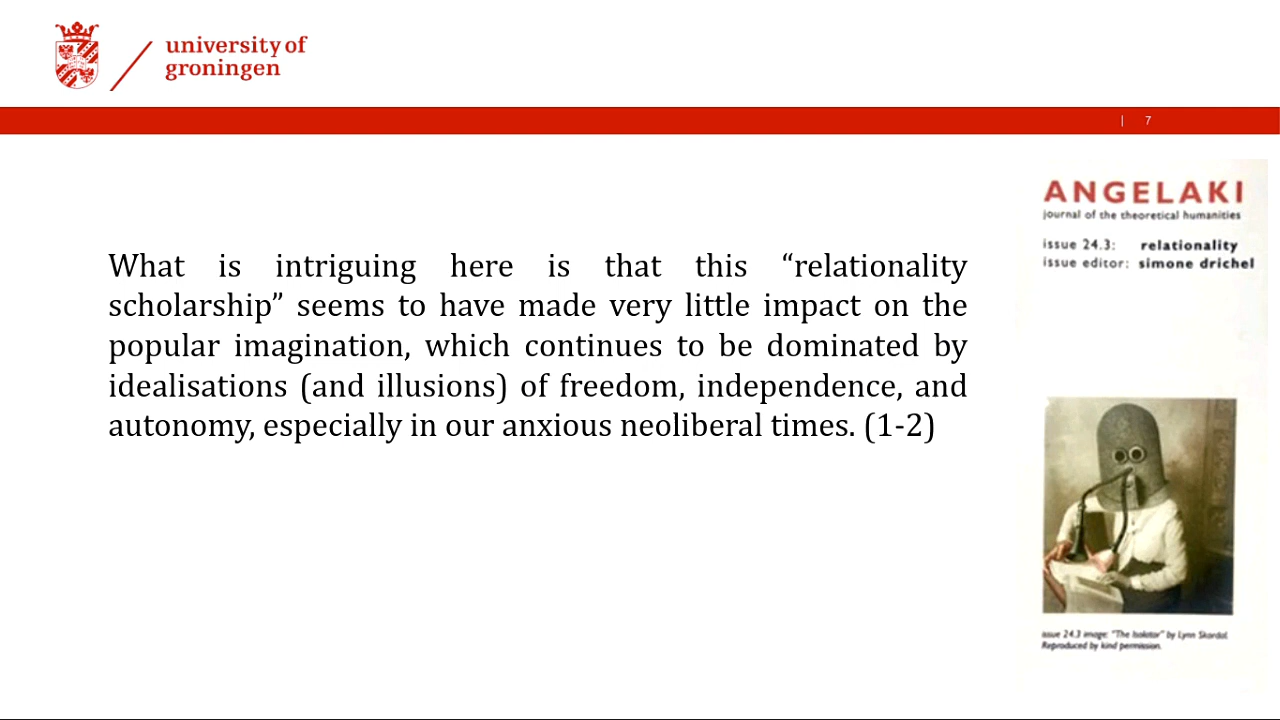 university of
groningen
| 7
What is intriguing here is that this “relationality
scholarship” seems to have made very little impact on the
popular imagination, which continues to be dominated by
idealisations (and illusions) of freedom, independence, and
autonomy, especially in our anxious neoliberal times. (1-2)
ANGELAKI
journal of the theoretical humanities
issue 24.3: relationality
issue editor: simone drichel
issue 24.3 image: "The Isolator" by Lynn Skordal.
Reproduced by kind permission.